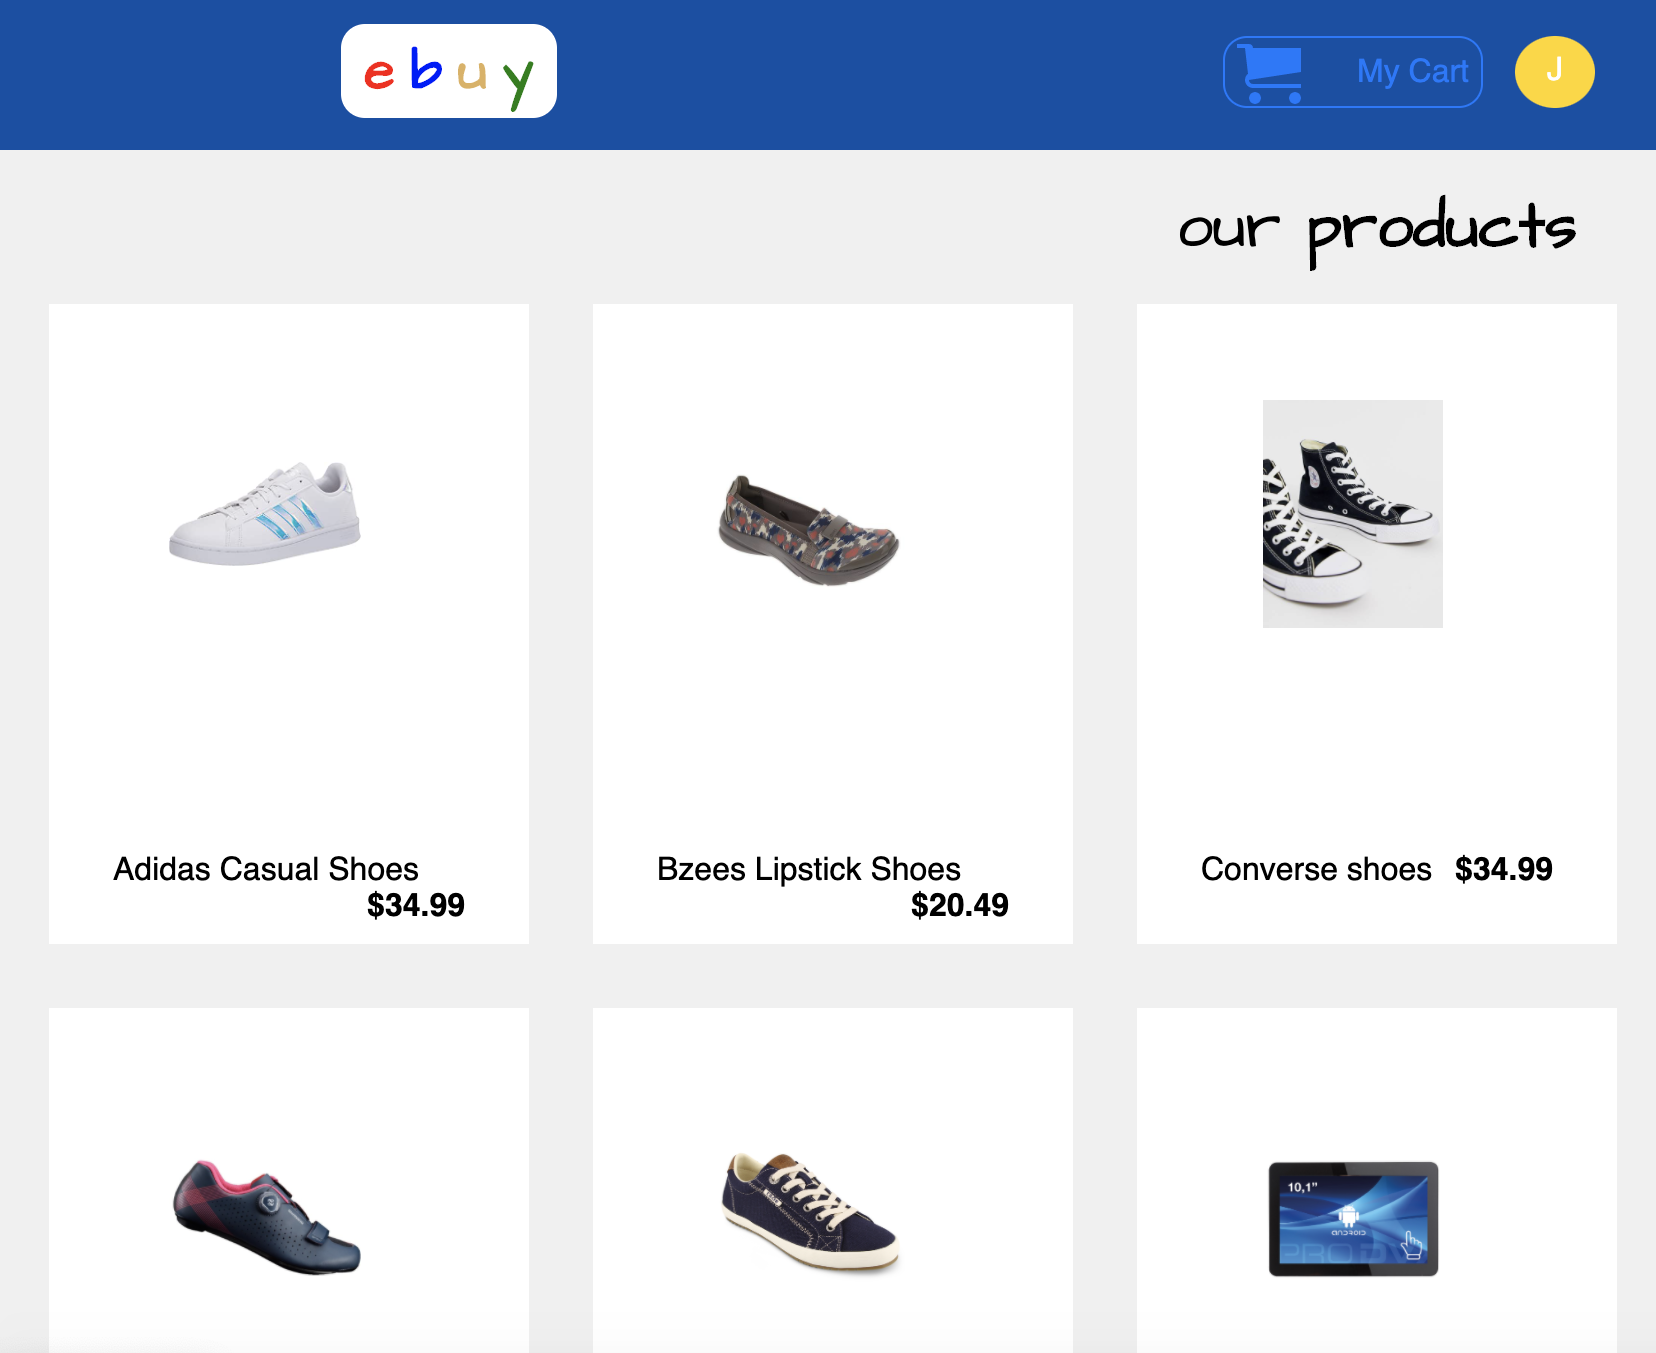 ebuy
My Cart
J
our products
Adidas Casual Shoes
$34.99
Bzees Lipstick Shoes
$20.49
Converse shoes $34.99
10,1"
ANDROID